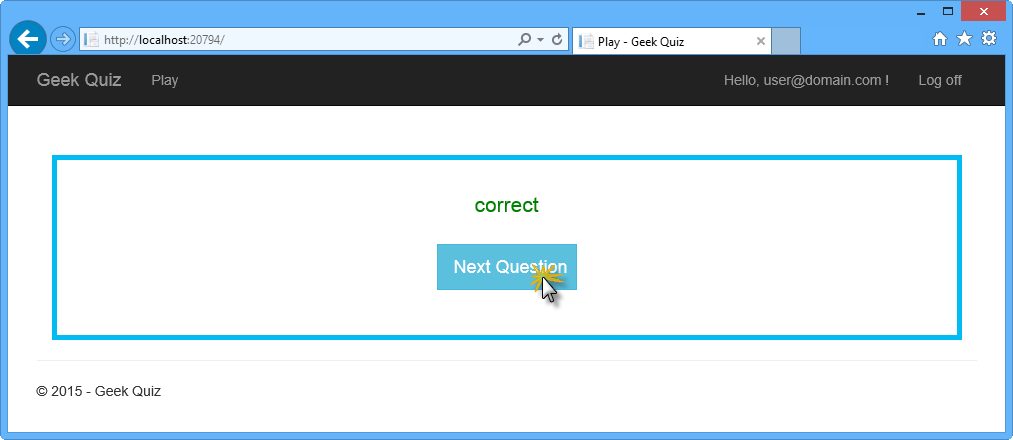 http://localhost:20794/
Play - Geek Quiz
Geek Quiz Play Hello, user@domain.com ! Log off
correct
Next Question
© 2015 - Geek Quiz